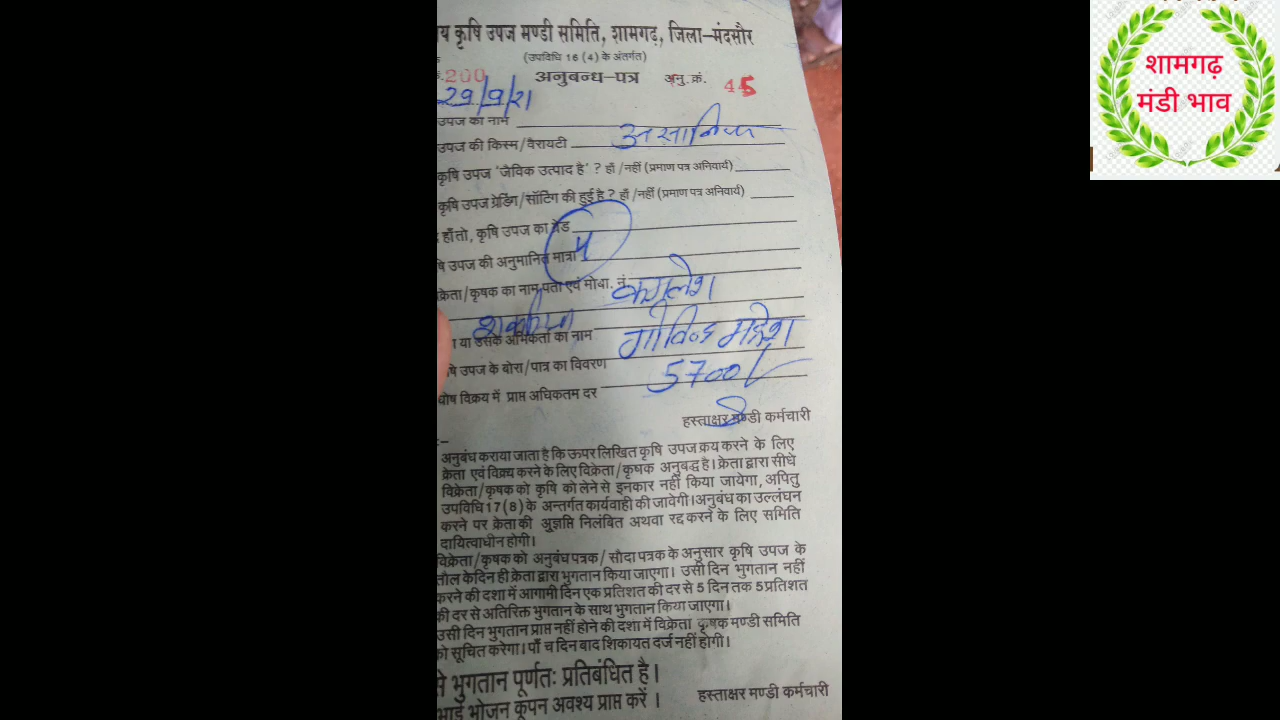 य कृषि उपज मण्डी समिति, शामगढ़, जिला–मंदसौर
(उपविधि 16 (4) के अंतर्गत)
200 अनुबन्ध–पत्र अनु.क्रं. 45
29/9/21
उपज का नाम
उपज की किस्म/वैरायटी
कृषि उपज 'जैविक उत्पाद है' ? हाँ /नहीं (प्रमाण पत्र अनिवार्य)
कृषि उपज ग्रेडिंग/सॉटिंग की हुई है ? हाँ /नहीं (प्रमाण पत्र अनिवार्य)
हाँ तो, कृषि उपज का ग्रेड
षि उपज की अनुमानित मात्रा
क्रेता/कृषक का नाम,पता एवं मोबा. नं. कमलेश
या उसके अभिकर्ता का नाम गोविन्द महेश
षि उपज के बोरा/पात्र का विवरण
घोष विक्रय में प्राप्त अधिकतम दर 5700/
हस्ताक्षर मण्डी कर्मचारी
:–
अनुबंध कराया जाता है कि ऊपर लिखित कृषि उपज क्रय करने के लिए
क्रेता एवं विक्रय करने के लिए विक्रेता/कृषक अनुबद्ध है। क्रेता द्वारा सीधे
विक्रेता/कृषक को कृषि को लेने से इनकार नहीं किया जायेगा, अपितु
उपविधि 17(8) के अन्तर्गत कार्यवाही की जावेगी। अनुबंध का उल्लंघन
करने पर क्रेता की अुज्ञप्ति निलंबित अथवा रद्द करने के लिए समिति
दायित्वाधीन होगी।
विक्रेता/कृषक को अनुबंध पत्रक/ सौदा पत्रक के अनुसार कृषि उपज के
तौल के दिन ही क्रेता द्वारा भुगतान किया जाएगा। उसी दिन भुगतान नहीं
करने की दशा में आगामी दिन एक प्रतिशत की दर से 5 दिन तक 5 प्रतिशत
की दर से अतिरिक्त भुगतान के साथ भुगतान किया जाएगा।
उसी दिन भुगतान प्राप्त नहीं होने की दशा में विक्रेता कृषक मण्डी समिति
को सूचित करेगा। पाँच दिन बाद शिकायत दर्ज नहीं होगी।
से भुगतान पूर्णतः प्रतिबंधित है।
भाई भोजन कूपन अवश्य प्राप्त करें ।
हस्ताक्षर मण्डी कर्मचारी
शामगढ़
मंडी भाव